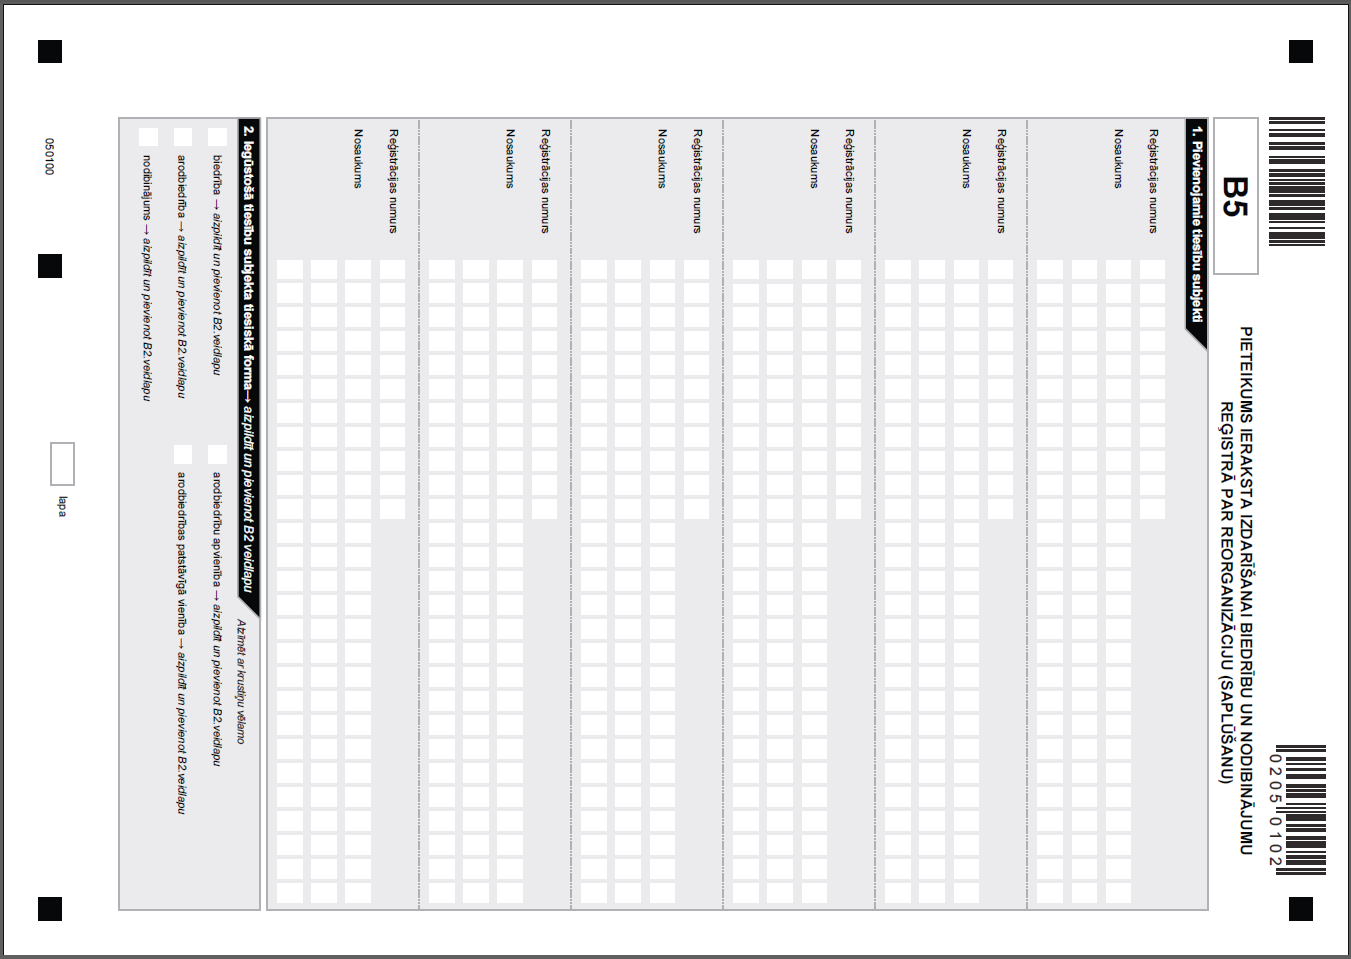 02050102
B5
PIETEIKUMS IERAKSTA IZDARĪŠANAI BIEDRĪBU UN NODIBINĀJUMU
REĢISTRĀ PAR REORGANIZĀCIJU (SAPLŪŠANU)
1. Pievienojamie tiesību subjekti
Reģistrācijas numurs
Nosaukums
Reģistrācijas numurs
Nosaukums
Reģistrācijas numurs
Nosaukums
Reģistrācijas numurs
Nosaukums
Reģistrācijas numurs
Nosaukums
Reģistrācijas numurs
Nosaukums
2. Iegūstošā tiesību subjekta tiesiskā forma→ aizpildīt un pievienot B2 veidlapu
Atzīmēt ar krustiņu vēlamo
biedrība → aizpildīt un pievienot B2.veidlapu
arodbiedrību apvienība → aizpildīt un pievienot B2.veidlapu
arodbiedrība → aizpildīt un pievienot B2.veidlapu
arodbiedrības patstāvīgā vienība → aizpildīt un pievienot B2.veidlapu
nodibinājums → aizpildīt un pievienot B2.veidlapu
lapa
050100